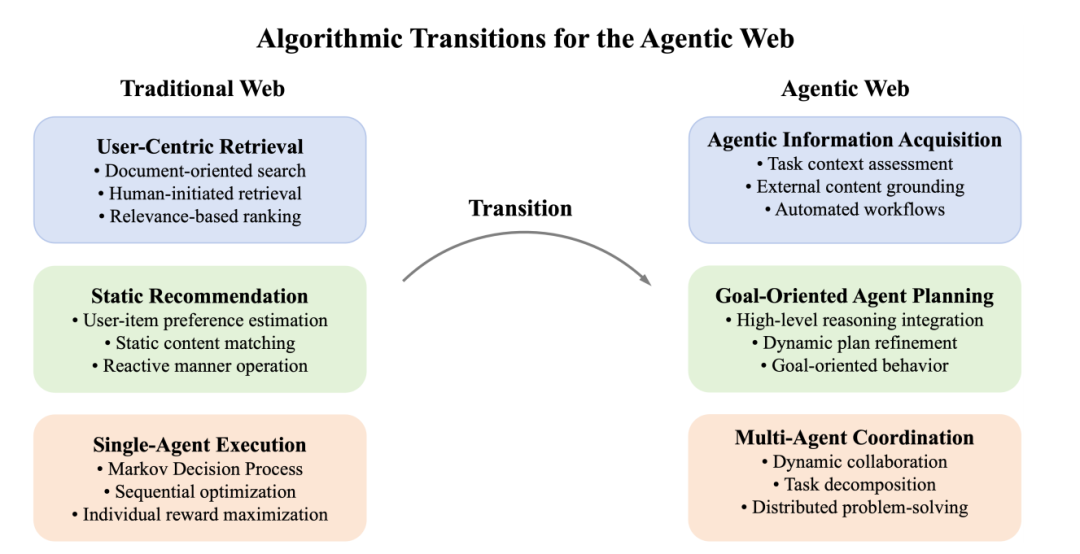 Algorithmic Transitions for the Agentic Web
Traditional Web
User-Centric Retrieval
• Document-oriented search
• Human-initiated retrieval
• Relevance-based ranking
Static Recommendation
• User-item preference estimation
• Static content matching
• Reactive manner operation
Single-Agent Execution
• Markov Decision Process
• Sequential optimization
• Individual reward maximization
Transition
Agentic Web
Agentic Information Acquisition
• Task context assessment
• External content grounding
• Automated workflows
Goal-Oriented Agent Planning
• High-level reasoning integration
• Dynamic plan refinement
• Goal-oriented behavior
Multi-Agent Coordination
• Dynamic collaboration
• Task decomposition
• Distributed problem-solving